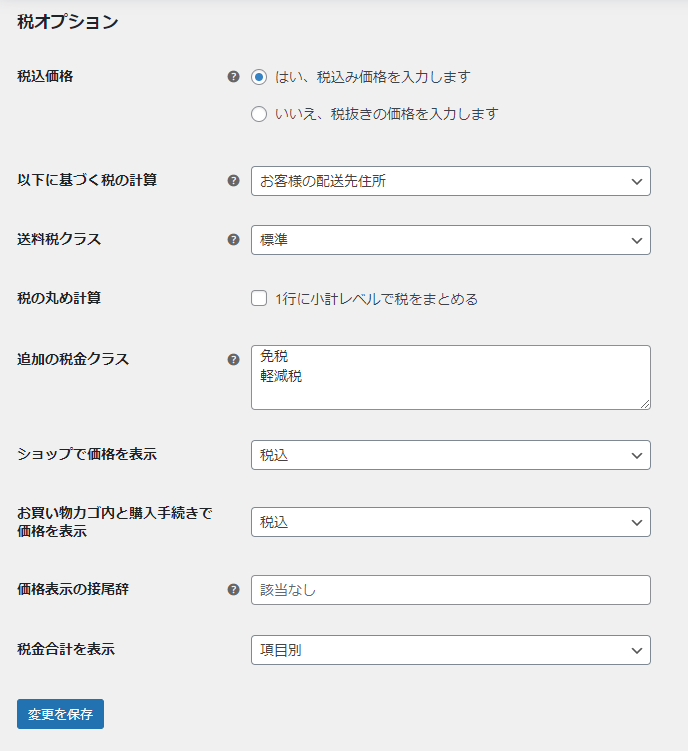 税オプション
税込価格
はい、税込み価格を入力します
いいえ、税抜きの価格を入力します
以下に基づく税の計算
お客様の配送先住所
送料税クラス
標準
税の丸め計算
1行に小計レベルで税をまとめる
追加の税金クラス
免税
軽減税
ショップで価格を表示
税込
お買い物カゴ内と購入手続きで
価格を表示
税込
価格表示の接尾辞
該当なし
税金合計を表示
項目別
変更を保存